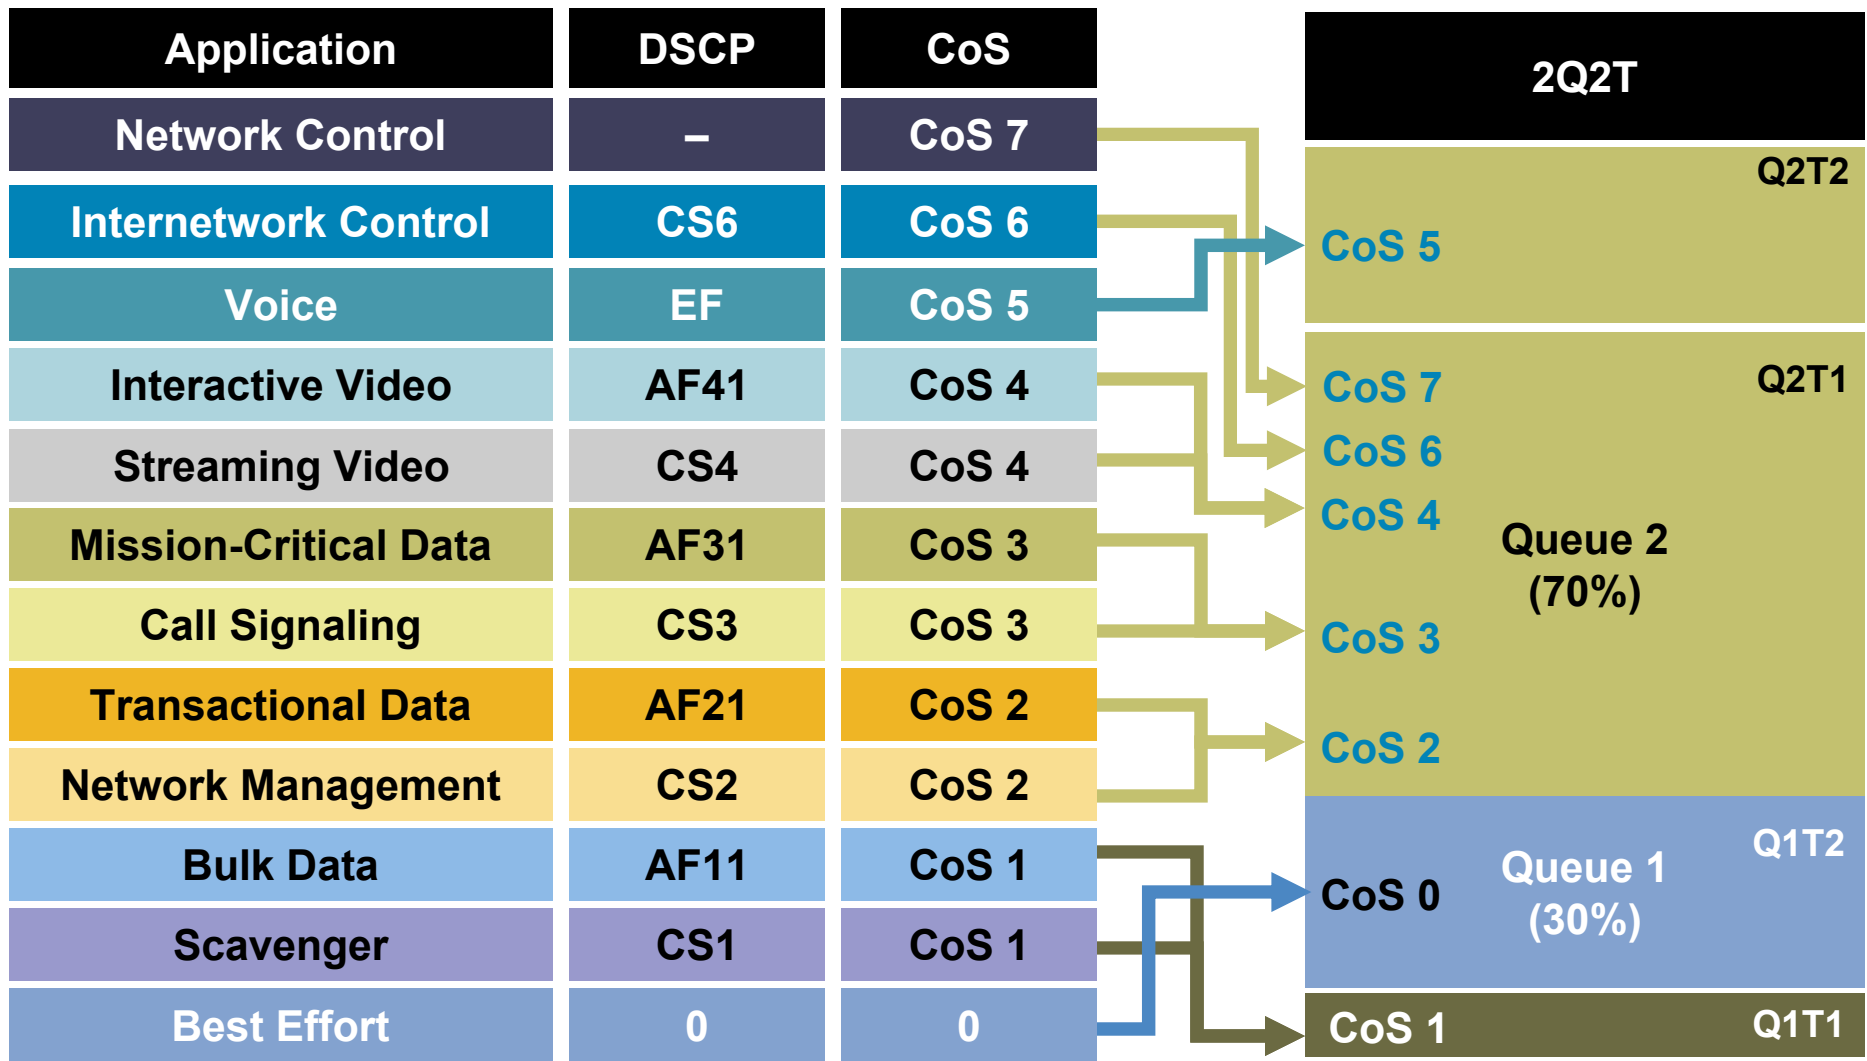 Application DSCP CoS
Network Control – CoS 7
Internetwork Control CS6 CoS 6
Voice EF CoS 5
Interactive Video AF41 CoS 4
Streaming Video CS4 CoS 4
Mission-Critical Data AF31 CoS 3
Call Signaling CS3 CoS 3
Transactional Data AF21 CoS 2
Network Management CS2 CoS 2
Bulk Data AF11 CoS 1
Scavenger CS1 CoS 1
Best Effort 0 0
2Q2T
Q2T2
CoS 5
CoS 7 Q2T1
CoS 6
CoS 4
Queue 2
(70%)
CoS 3
CoS 2
Q1T2
Queue 1
CoS 0
(30%)
CoS 1 Q1T1